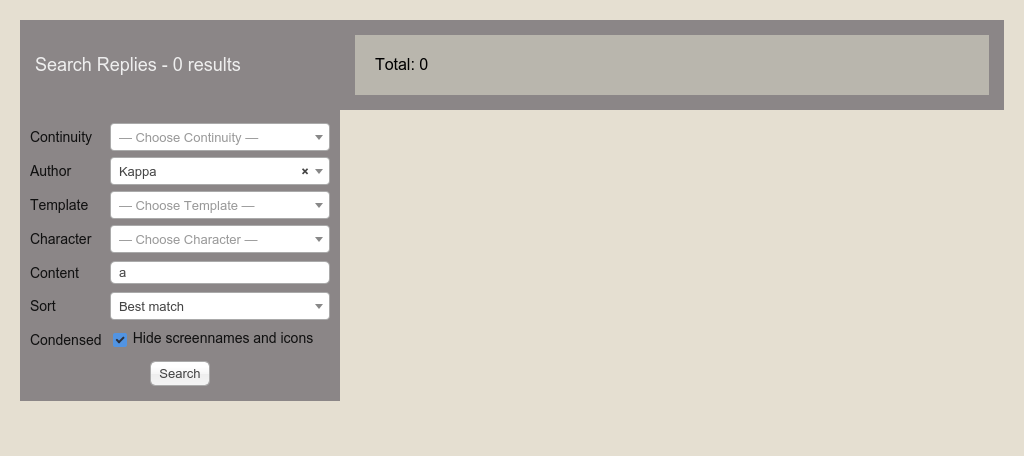 Search Replies - 0 results
Total: 0
Continuity — Choose Continuity —
Author Kappa ×
Template — Choose Template —
Character — Choose Character —
Content a
Sort Best match
Condensed Hide screennames and icons
Search